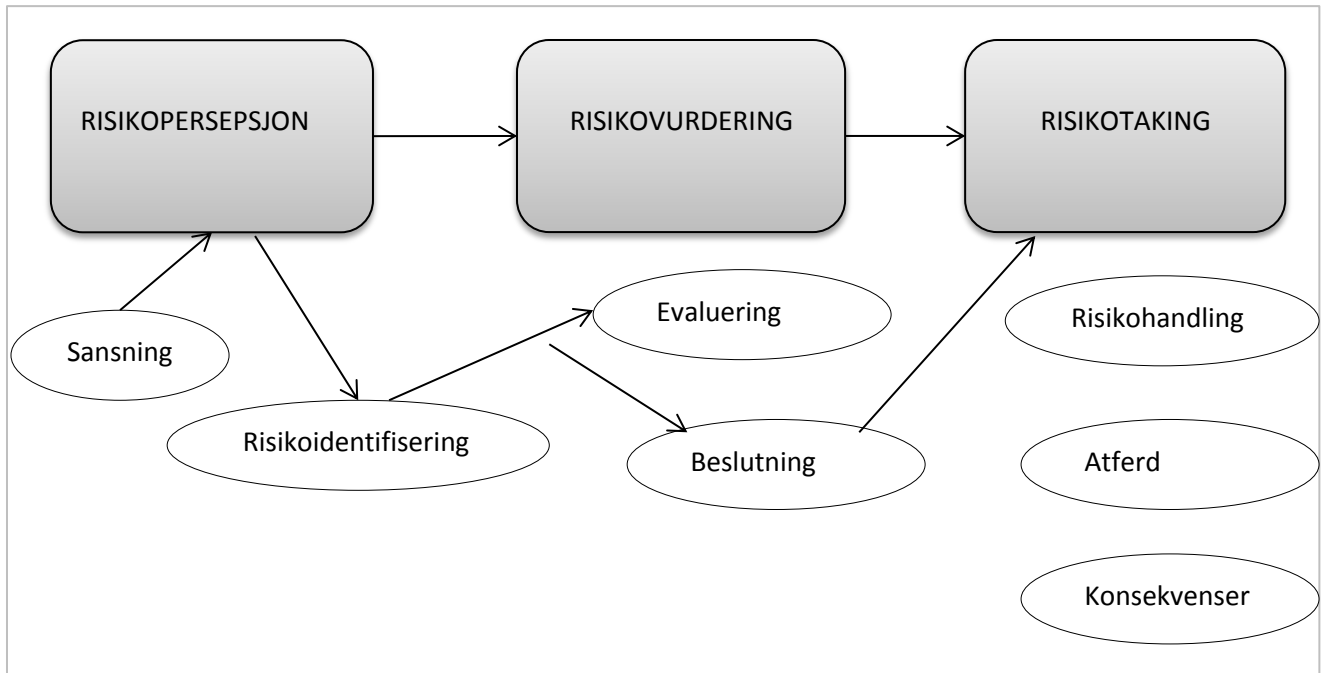 RISIKOPERSEPSJON
RISIKOVURDERING
RISIKOTAKING
Sansning
Risikoidentifisering
Evaluering
Beslutning
Risikohandling
Atferd
Konsekvenser